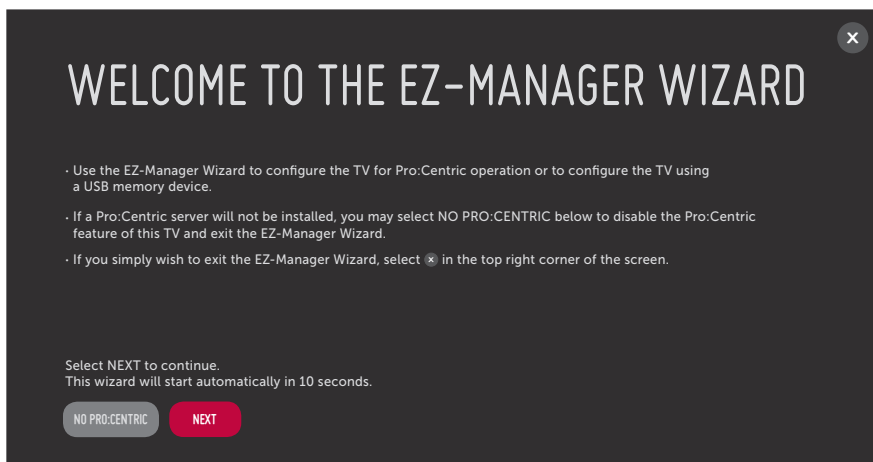 WELCOME TO THE EZ-MANAGER WIZARD
· Use the EZ-Manager Wizard to configure the TV for Pro:Centric operation or to configure the TV using
a USB memory device.
· If a Pro:Centric server will not be installed, you may select NO PRO:CENTRIC below to disable the Pro:Centric
feature of this TV and exit the EZ-Manager Wizard.
· If you simply wish to exit the EZ-Manager Wizard, select x in the top right corner of the screen.
Select NEXT to continue.
This wizard will start automatically in 10 seconds.
NO PRO:CENTRIC NEXT